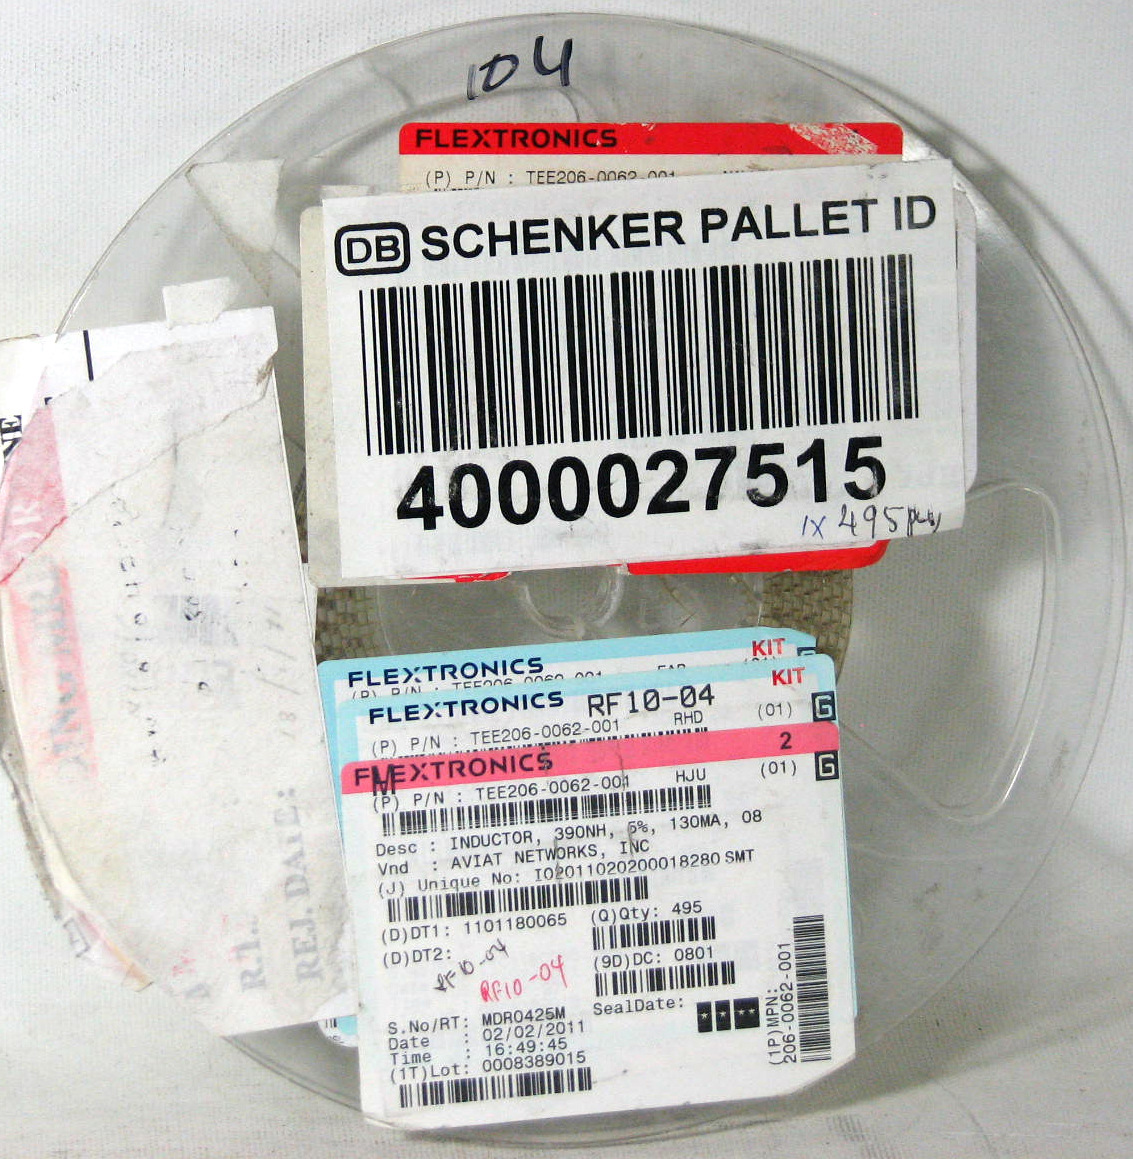 104
FLEXTRONICS
(P) P/N : TEE206-0062-001
DB SCHENKER PALLET ID
4000027515
1X 495 pcs
FLEXTRONICS KIT
(P) P/N : TEE206-0062-001
FLEXTRONICS RF10-04 KIT
(P) P/N : TEE206-0062-001 RHD (01) G
FLEXTRONICS 2
M
(P) P/N : TEE206-0062-001 HJU (01) G
Desc : INDUCTOR, 390NH, 5%, 130MA, 08
Vnd : AVIAT NETWORKS, INC
(J) Unique No: IO2011020200018280 SMT
(D)DT1: 1101180065 (Q)Qty: 495
(D)DT2:
RF10-04
RF10-04
(9D)DC: 0801
SealDate:
S.No/RT: MDR0425M
Date : 02/02/2011
Time : 16:49:45
(1T)Lot: 0008389015
(1P)MPN:
206-0062-001
REJ. DATE: